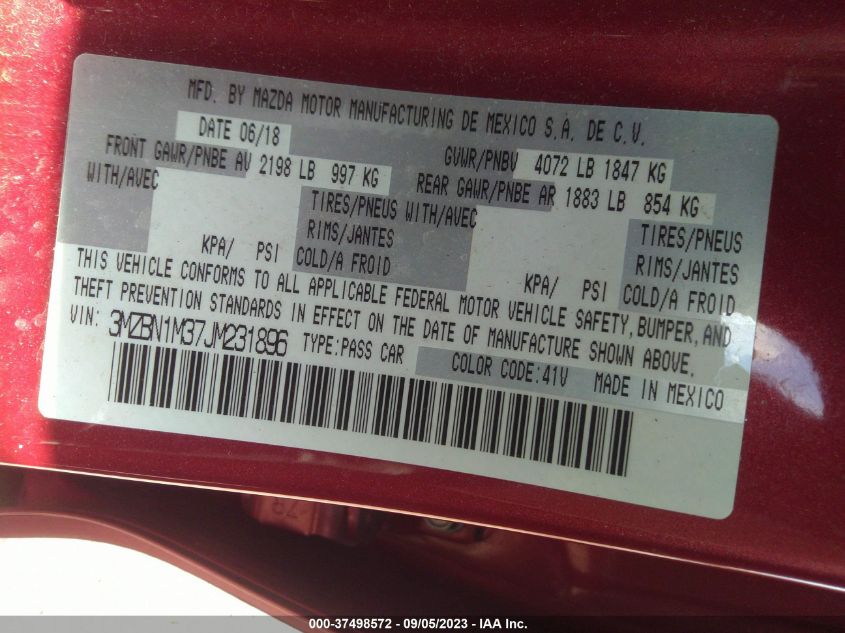 MFD. BY MAZDA MOTOR MANUFACTURING DE MEXICO S.A. DE C.V.
DATE 06/18
GVWR/PNBV 4072 LB 1847 KG
FRONT GAWR/PNBE AV 2198 LB 997 KG
REAR GAWR/PNBE AR 1883 LB 854 KG
WITH/AVEC
TIRES/PNEUS WITH/AVEC
TIRES/PNEUS
RIMS/JANTES
RIMS/JANTES
KPA/ PSI COLD/A FROID
KPA/ PSI COLD/A FROID
THIS VEHICLE CONFORMS TO ALL APPLICABLE FEDERAL MOTOR VEHICLE SAFETY, BUMPER, AND
THEFT PREVENTION STANDARDS IN EFFECT ON THE DATE OF MANUFACTURE SHOWN ABOVE.
VIN: 3MZBN1M37JM231896 TYPE:PASS CAR
COLOR CODE:41V MADE IN MEXICO
000-37498572 - 09/05/2023 - IAA Inc.